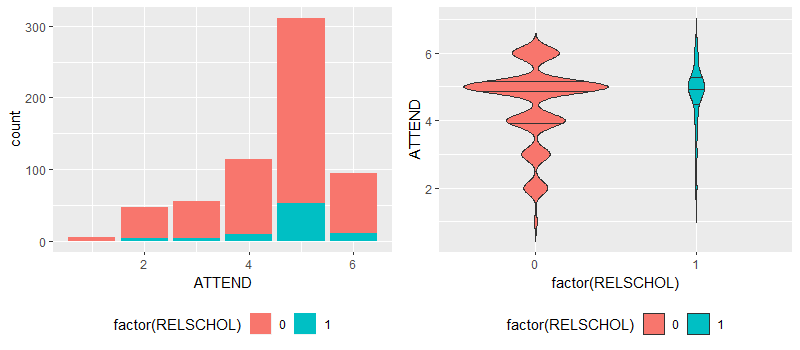 300
200
100
0
count
2 4 6
ATTEND
factor(RELSCHOL) 0 1
6
4
2
ATTEND
0 1
factor(RELSCHOL)
factor(RELSCHOL) 0 1